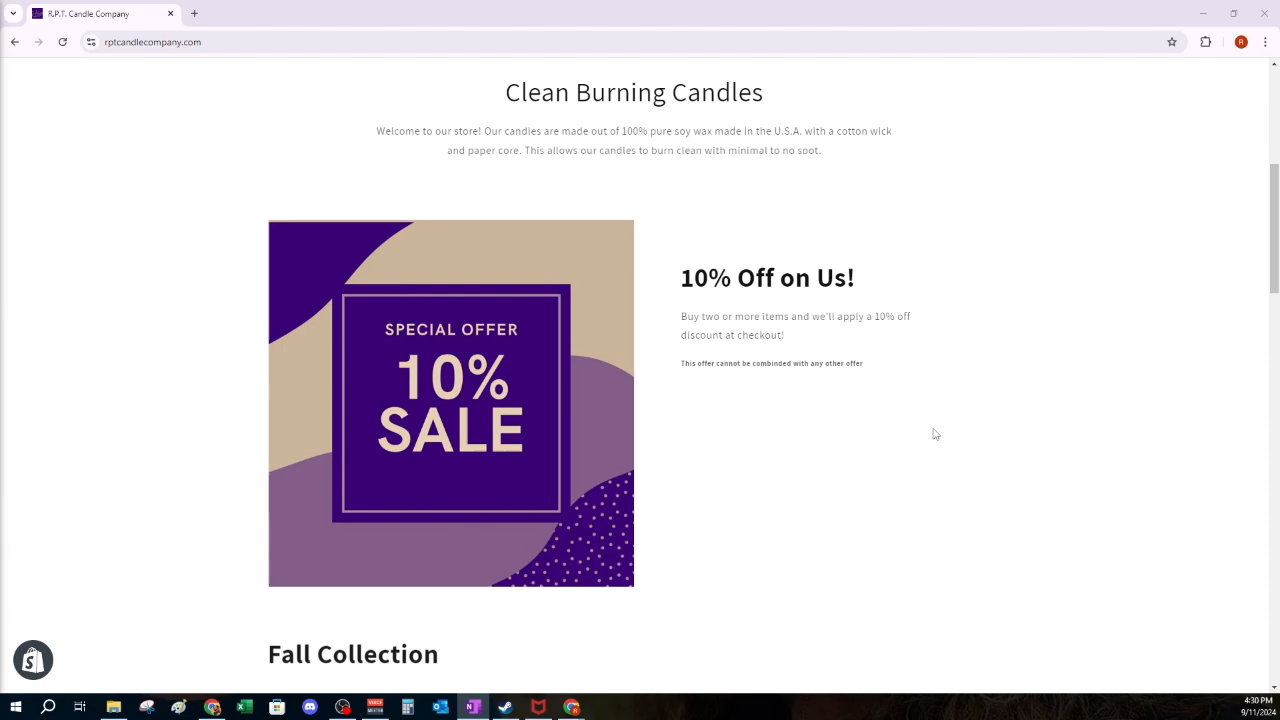 R.P.T. Candle Company
rptcandlecompany.com
R
Clean Burning Candles
Welcome to our store! Our candles are made out of 100% pure soy wax made in the U.S.A. with a cotton wick
and paper core. This allows our candles to burn clean with minimal to no soot.
SPECIAL OFFER
10%
SALE
10% Off on Us!
Buy two or more items and we'll apply a 10% off
discount at checkout!
This offer cannot be combinded with any other offer
Fall Collection
4:30 PM
9/11/2024